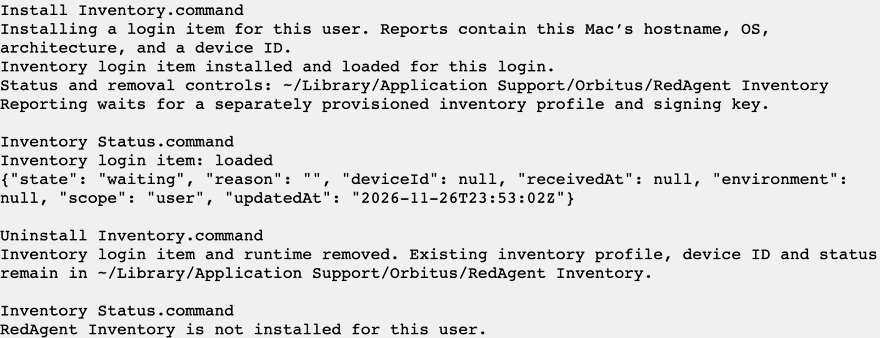 Install Inventory.command
Installing a login item for this user. Reports contain this Mac’s hostname, OS,
architecture, and a device ID.
Inventory login item installed and loaded for this login.
Status and removal controls: ~/Library/Application Support/Orbitus/RedAgent Inventory
Reporting waits for a separately provisioned inventory profile and signing key.

Inventory Status.command
Inventory login item: loaded
{"state": "waiting", "reason": "", "deviceId": null, "receivedAt": null, "environment":
null, "scope": "user", "updatedAt": "2026-11-26T23:53:02Z"}

Uninstall Inventory.command
Inventory login item and runtime removed. Existing inventory profile, device ID and status
remain in ~/Library/Application Support/Orbitus/RedAgent Inventory.

Inventory Status.command
RedAgent Inventory is not installed for this user.